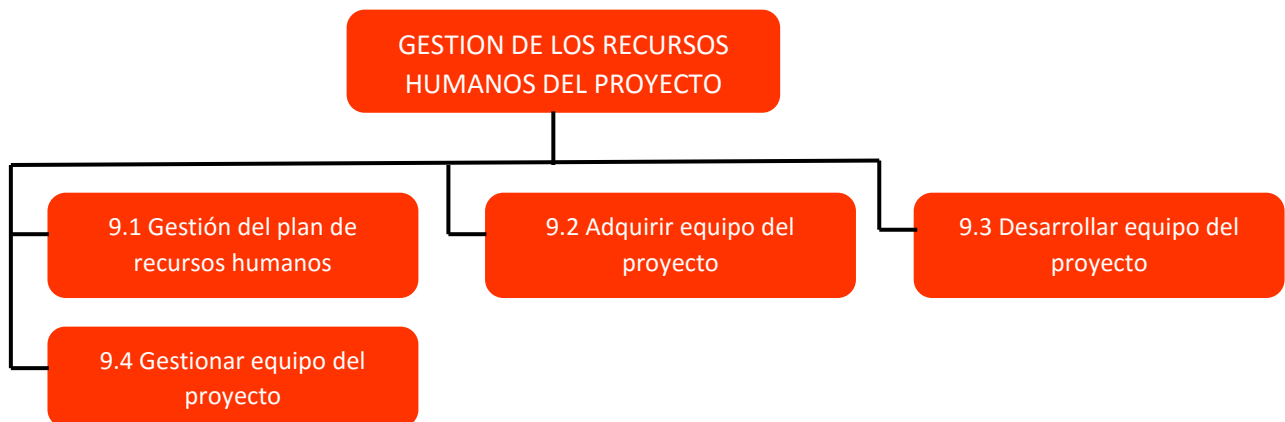 GESTION DE LOS RECURSOS
HUMANOS DEL PROYECTO
9.1 Gestión del plan de
recursos humanos
9.2 Adquirir equipo del
proyecto
9.3 Desarrollar equipo del
proyecto
9.4 Gestionar equipo del
proyecto